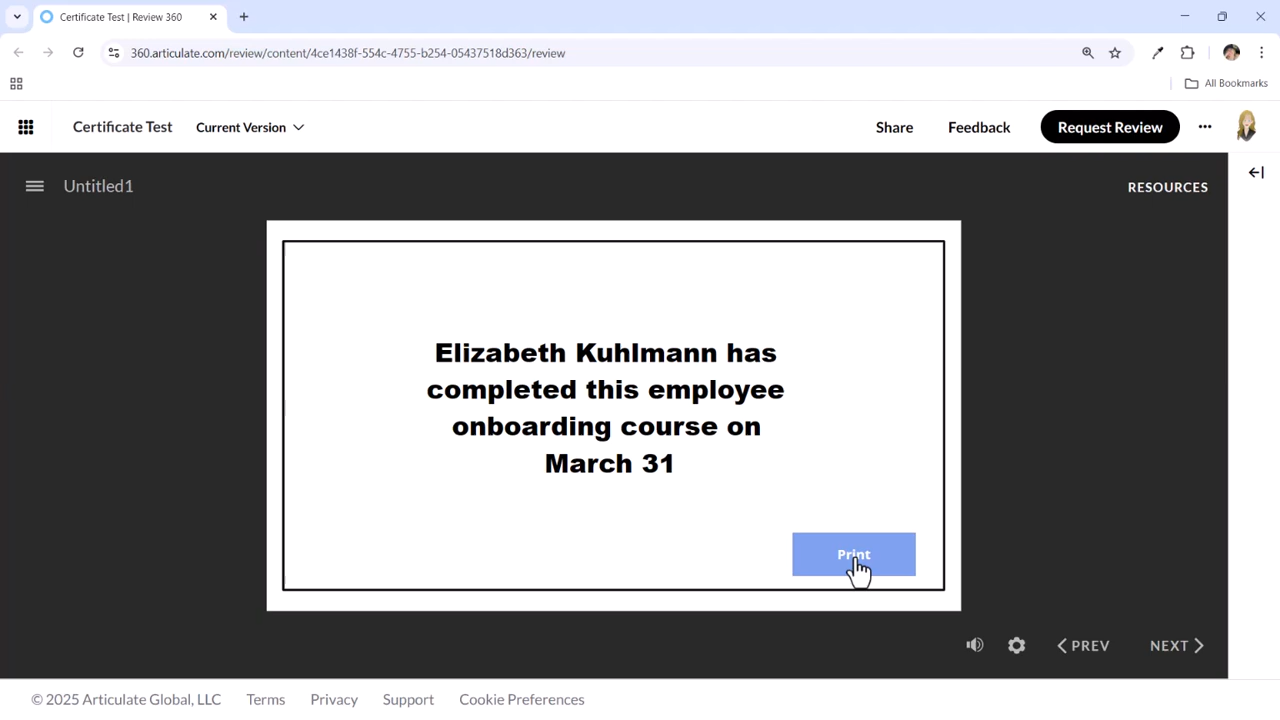 Certificate Test | Review 360
360.articulate.com/review/content/4ce1438f-554c-4755-b254-05437518d363/review
All Bookmarks
Certificate Test
Current Version
Share
Feedback
Request Review
Untitled1
RESOURCES
Elizabeth Kuhlmann has
completed this employee
onboarding course on
March 31
Print
PREV
NEXT
© 2025 Articulate Global, LLC
Terms
Privacy
Support
Cookie Preferences